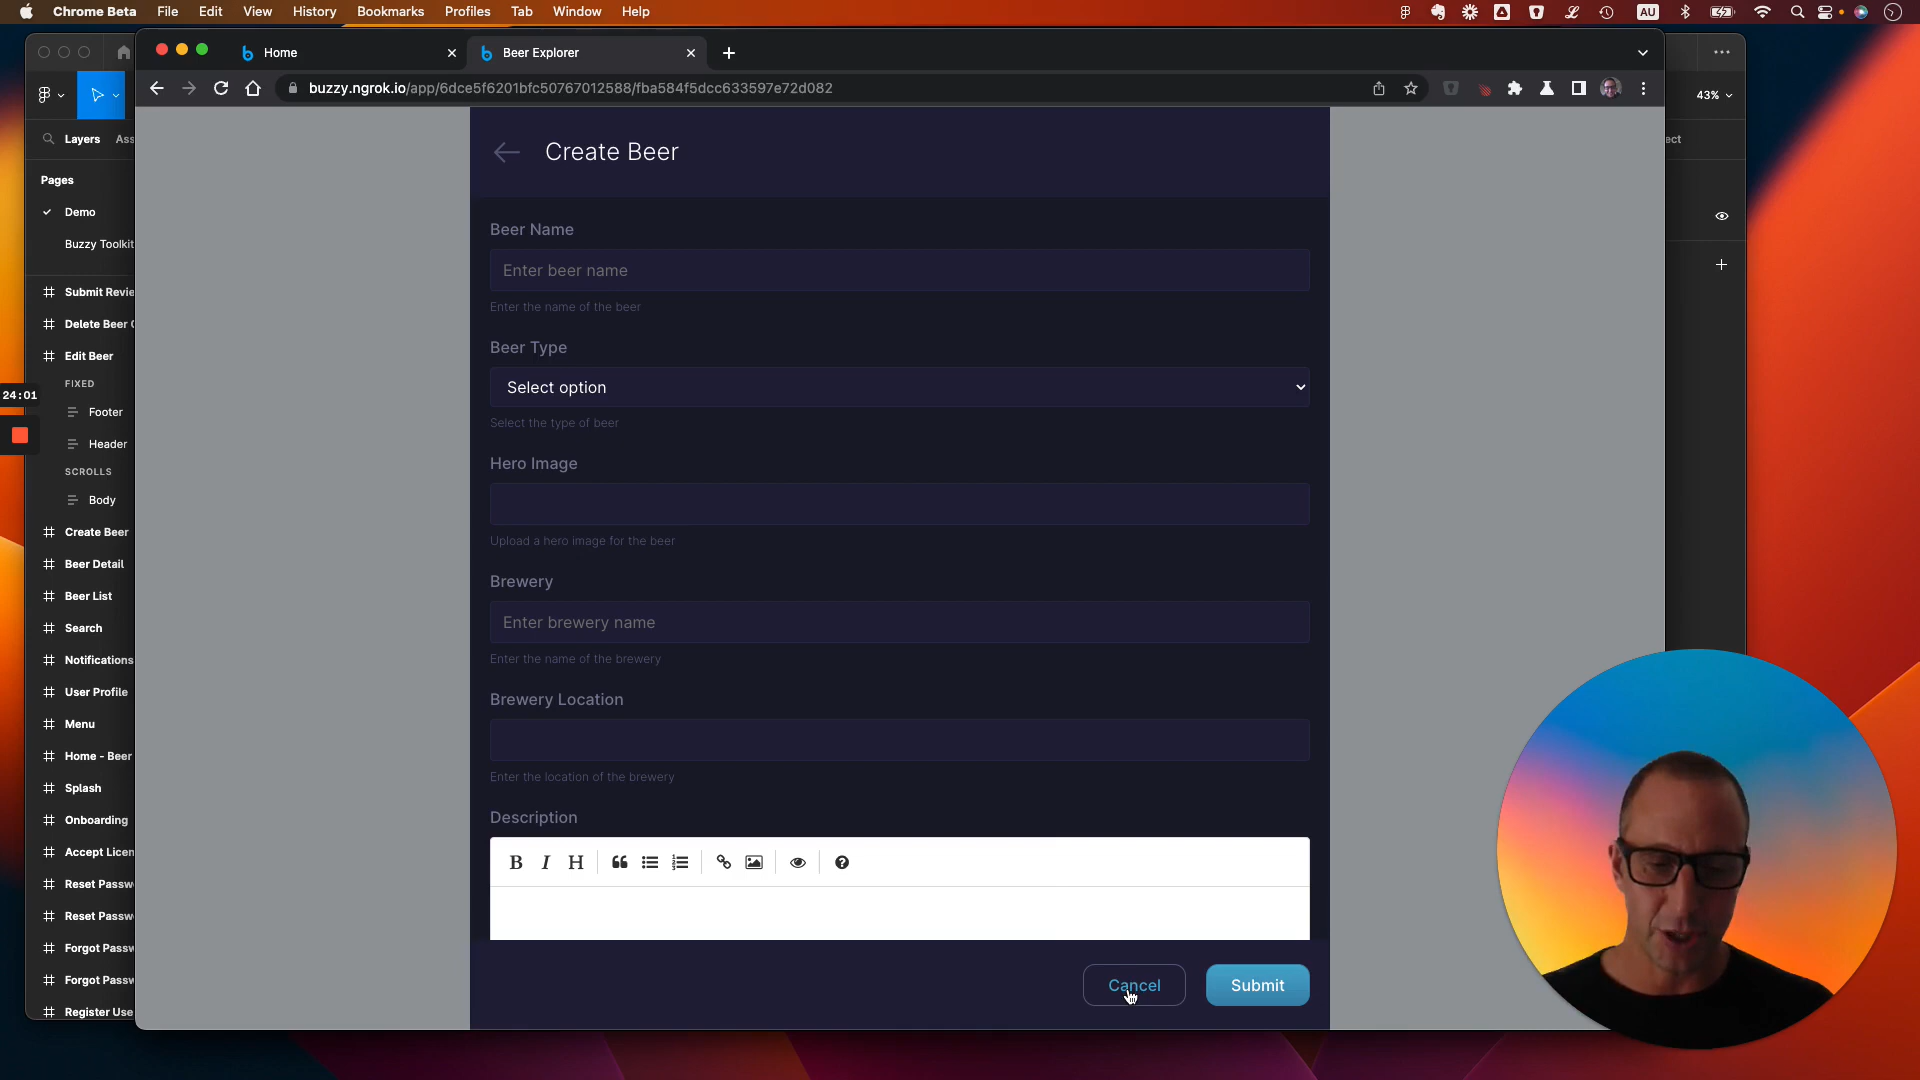 Chrome Beta File Edit View History Bookmarks Profiles Tab Window Help AU
Home Beer Explorer
buzzy.ngrok.io/app/6dce5f6201bfc50767012588/fba584f5dcc633597e72d082
43%
Layers Ass
ect
Pages
Demo
Buzzy Toolkit
Submit Revie
Delete Beer C
Edit Beer
FIXED
24:01
Footer
Header
SCROLLS
Body
Create Beer
Beer Detail
Beer List
Search
Notifications
User Profile
Menu
Home - Beer
Splash
Onboarding
Accept Licen
Reset Passw
Reset Passw
Forgot Passw
Forgot Passw
Register Use
Create Beer
Beer Name
Enter beer name
Enter the name of the beer
Beer Type
Select option
Select the type of beer
Hero Image
Upload a hero image for the beer
Brewery
Enter brewery name
Enter the name of the brewery
Brewery Location
Enter the location of the brewery
Description
B I H
Cancel Submit